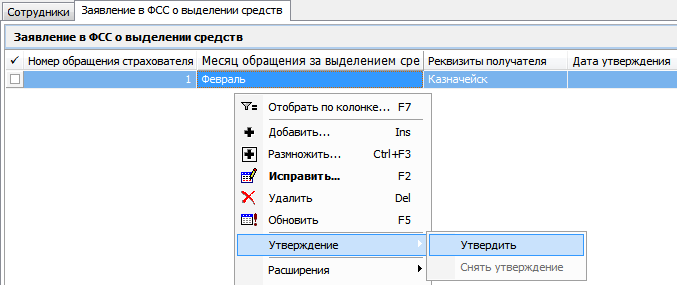 Сотрудники Заявление в ФСС о выделении средств
Заявление в ФСС о выделении средств
✓ Номер обращения страхователя Месяц обращения за выделением сре Реквизиты получателя Дата утверждения
1 Февраль Казначейск
Отобрать по колонке... F7
Добавить... Ins
Размножить... Ctrl+F3
Исправить... F2
Удалить Del
Обновить F5
Утверждение Утвердить
Снять утверждение
Расширения